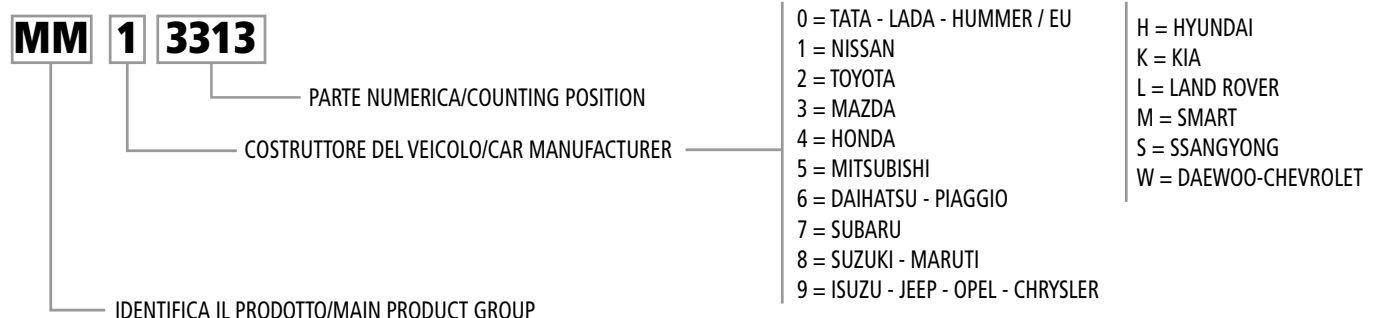 MM 1 3313
PARTE NUMERICA/COUNTING POSITION
COSTRUTTORE DEL VEICOLO/CAR MANUFACTURER
IDENTIFICA IL PRODOTTO/MAIN PRODUCT GROUP
0 = TATA - LADA - HUMMER / EU
1 = NISSAN
2 = TOYOTA
3 = MAZDA
4 = HONDA
5 = MITSUBISHI
6 = DAIHATSU - PIAGGIO
7 = SUBARU
8 = SUZUKI - MARUTI
9 = ISUZU - JEEP - OPEL - CHRYSLER
H = HYUNDAI
K = KIA
L = LAND ROVER
M = SMART
S = SSANGYONG
W = DAEWOO-CHEVROLET